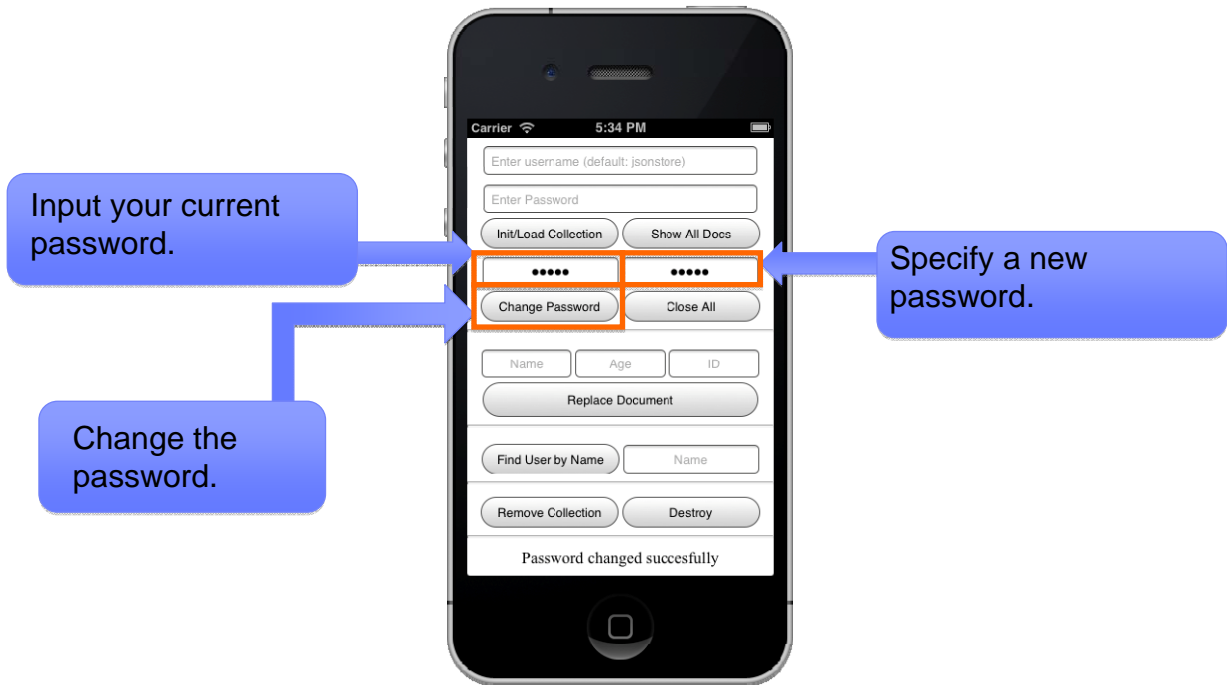 Carrier 5:34 PM
Enter username (default: jsonstore)
Enter Password
Init/Load Collection Show All Docs
••••• •••••
Change Password Close All
Name Age ID
Replace Document
Find User by Name Name
Remove Collection Destroy
Password changed succesfully
Input your current
password.
Change the
password.
Specify a new
password.